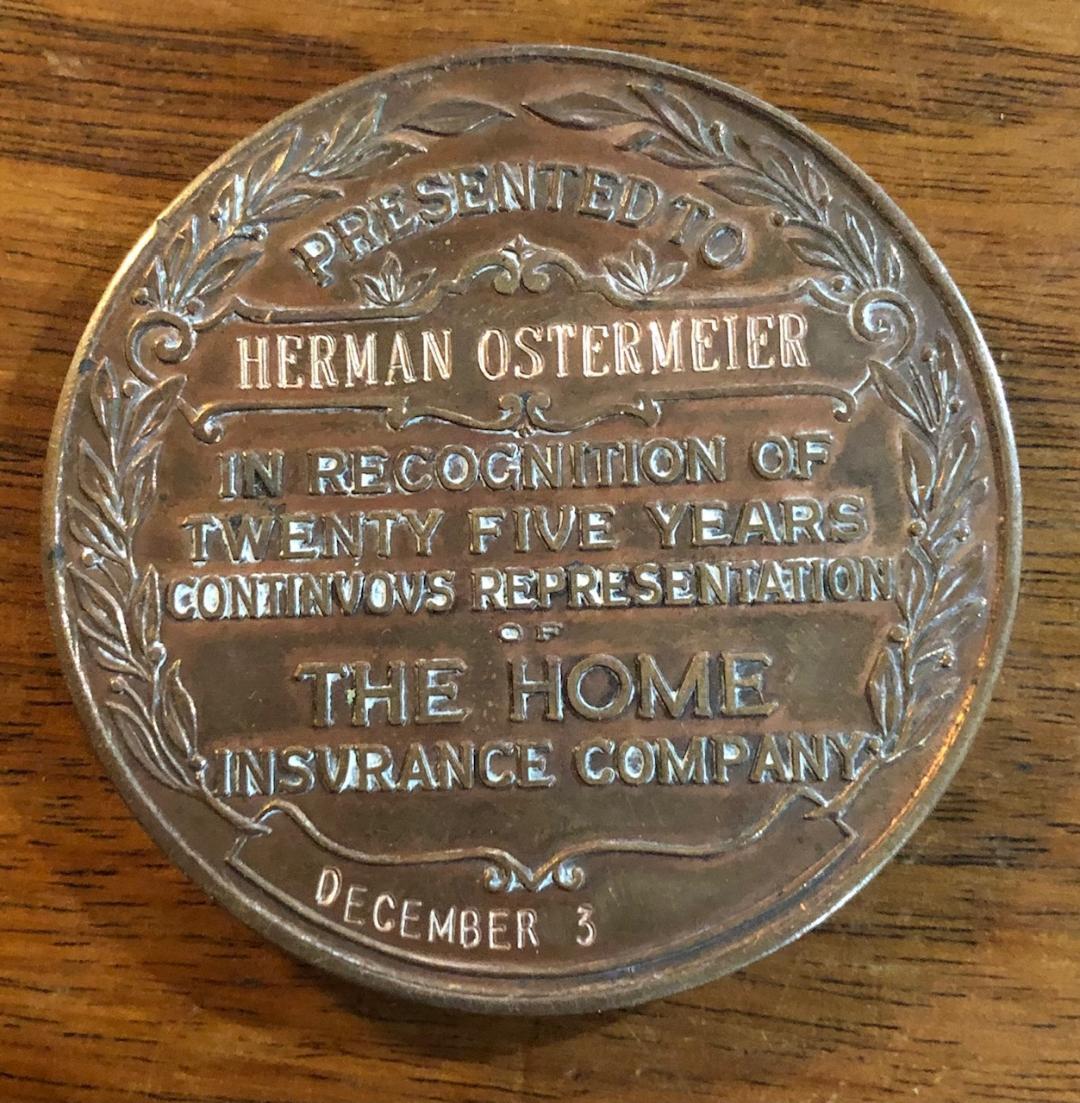 PRESENTED TO
HERMAN OSTERMEIER
IN RECOGNITION OF
TWENTY FIVE YEARS
CONTINVOVS REPRESENTATION
OF
THE HOME
INSVRANCE COMPANY
DECEMBER 3